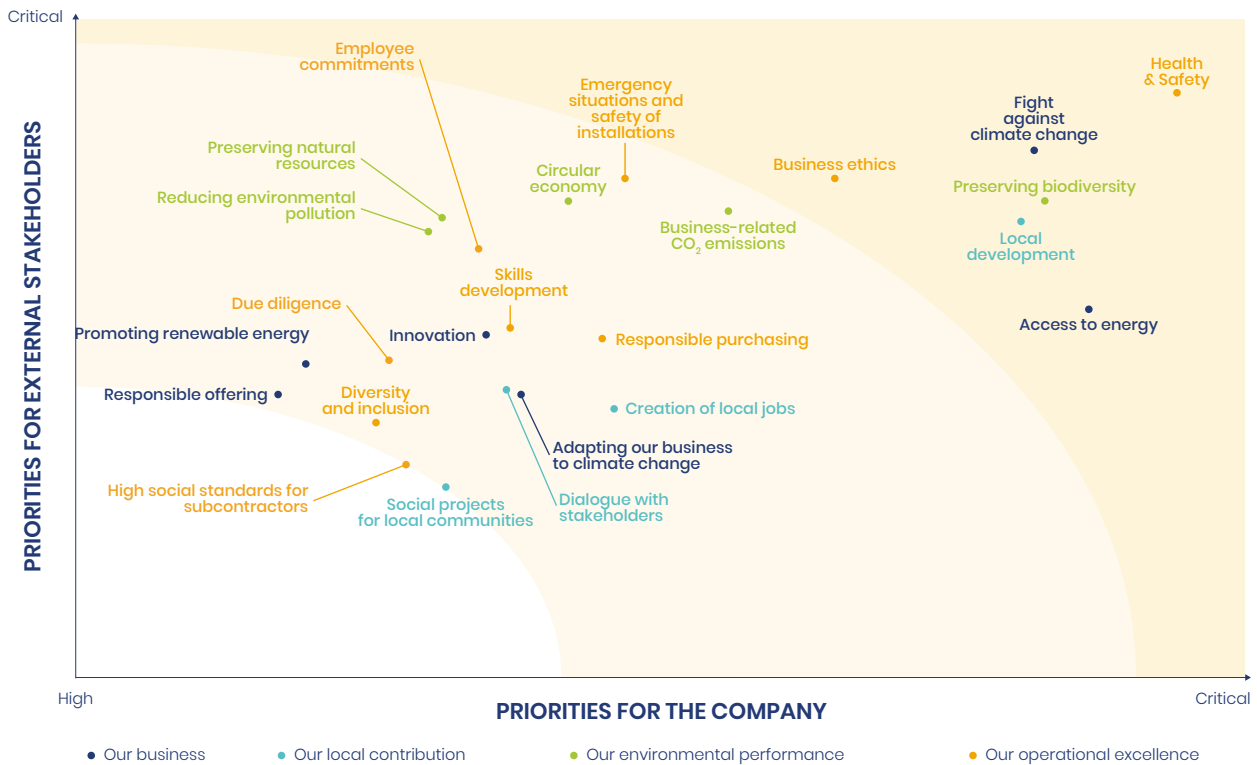 Critical
PRIORITIES FOR EXTERNAL STAKEHOLDERS
Employee
commitments
Emergency
situations and
safety of
installations
Health
& Safety
Fight
against
climate change
Preserving natural
resources
Circular
economy
Business ethics
Reducing environmental
pollution
Preserving biodiversity
Business-related
CO₂ emissions
Local
development
Skills
development
Due diligence
Promoting renewable energy
Innovation
Responsible purchasing
Access to energy
Responsible offering
Diversity
and inclusion
Creation of local jobs
Adapting our business
to climate change
High social standards for
subcontractors
Social projects
for local communities
Dialogue with
stakeholders
High
Critical
PRIORITIES FOR THE COMPANY
Our business
Our local contribution
Our environmental performance
Our operational excellence